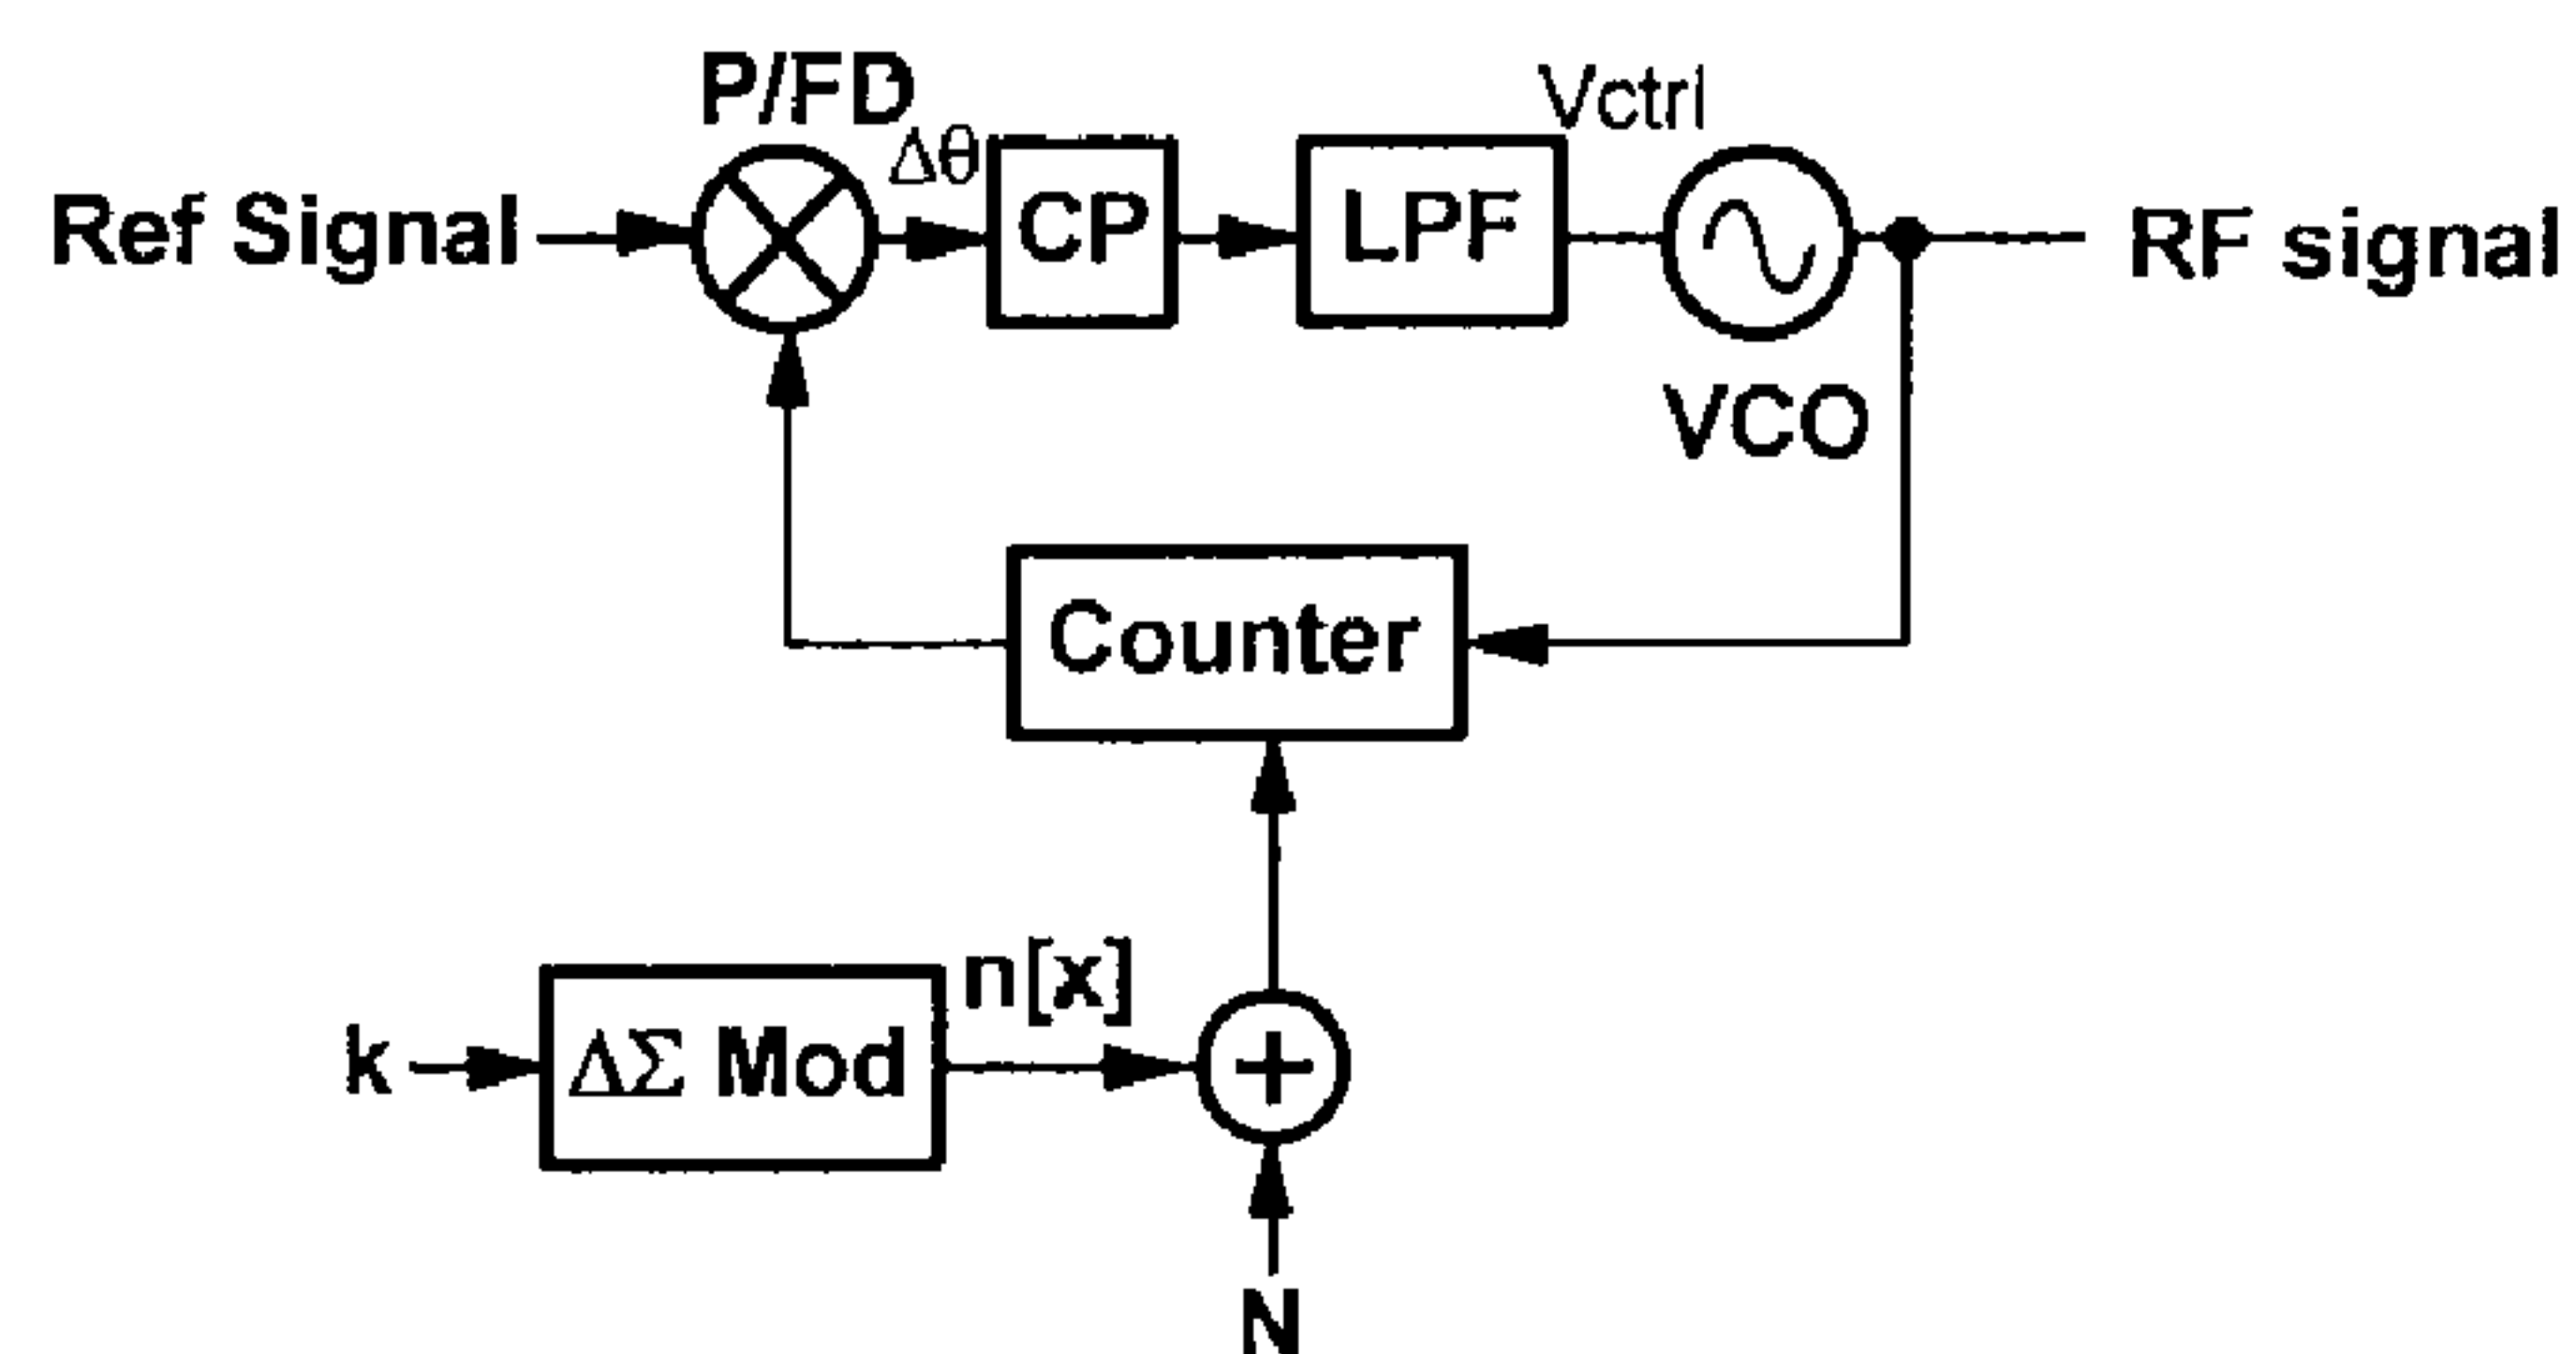 P/FD
Δθ
Vctrl
Ref Signal
CP
LPF
RF signal
VCO
Counter
n[x]
k
ΔΣ Mod
+
N